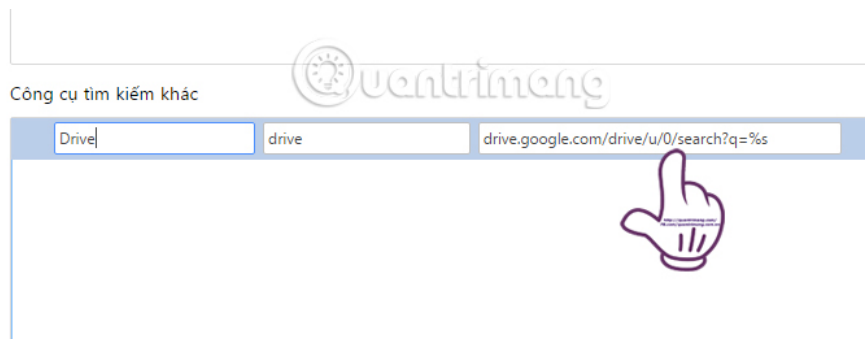 Quantrimang
Công cụ tìm kiếm khác
Drive drive drive.google.com/drive/u/0/search?q=%s